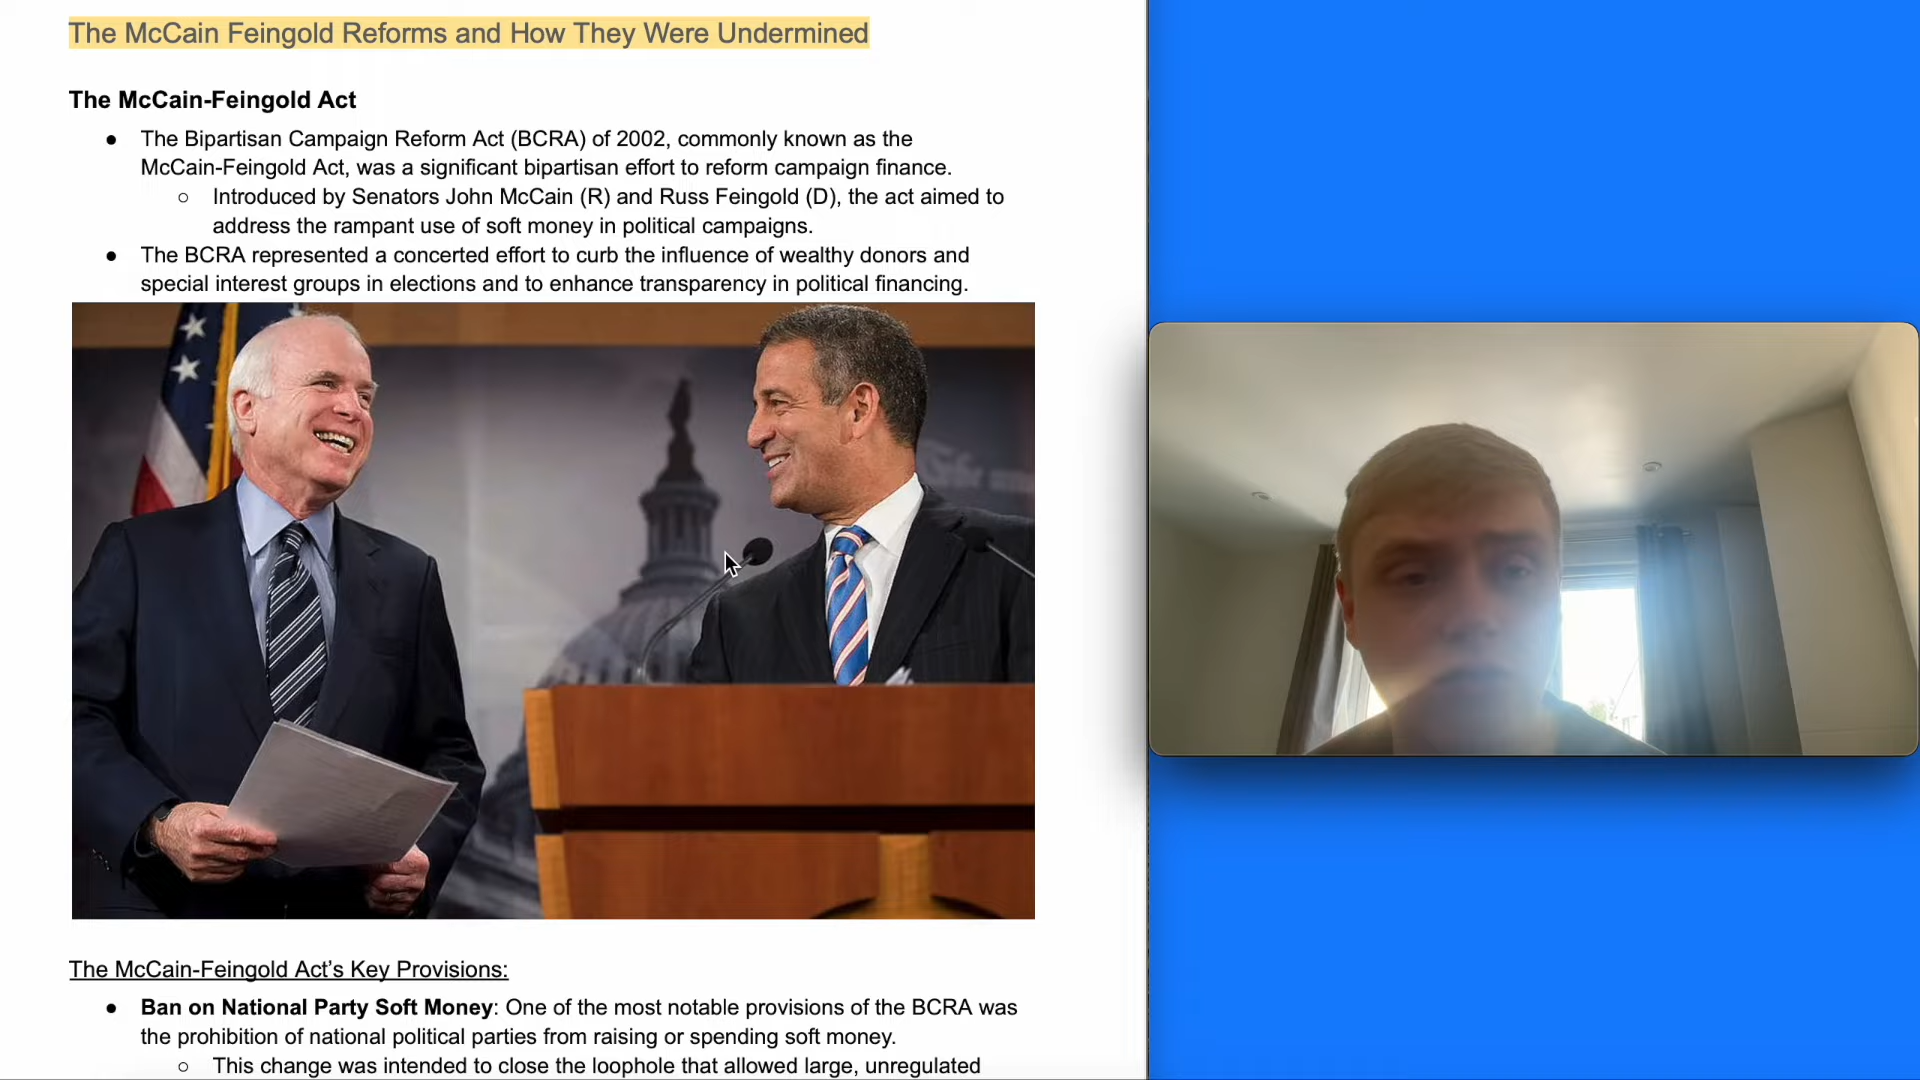 The McCain Feingold Reforms and How They Were Undermined
The McCain-Feingold Act
● The Bipartisan Campaign Reform Act (BCRA) of 2002, commonly known as the
McCain-Feingold Act, was a significant bipartisan effort to reform campaign finance.
○ Introduced by Senators John McCain (R) and Russ Feingold (D), the act aimed to
address the rampant use of soft money in political campaigns.
● The BCRA represented a concerted effort to curb the influence of wealthy donors and
special interest groups in elections and to enhance transparency in political financing.
The McCain-Feingold Act’s Key Provisions:
● Ban on National Party Soft Money: One of the most notable provisions of the BCRA was
the prohibition of national political parties from raising or spending soft money.
○ This change was intended to close the loophole that allowed large, unregulated